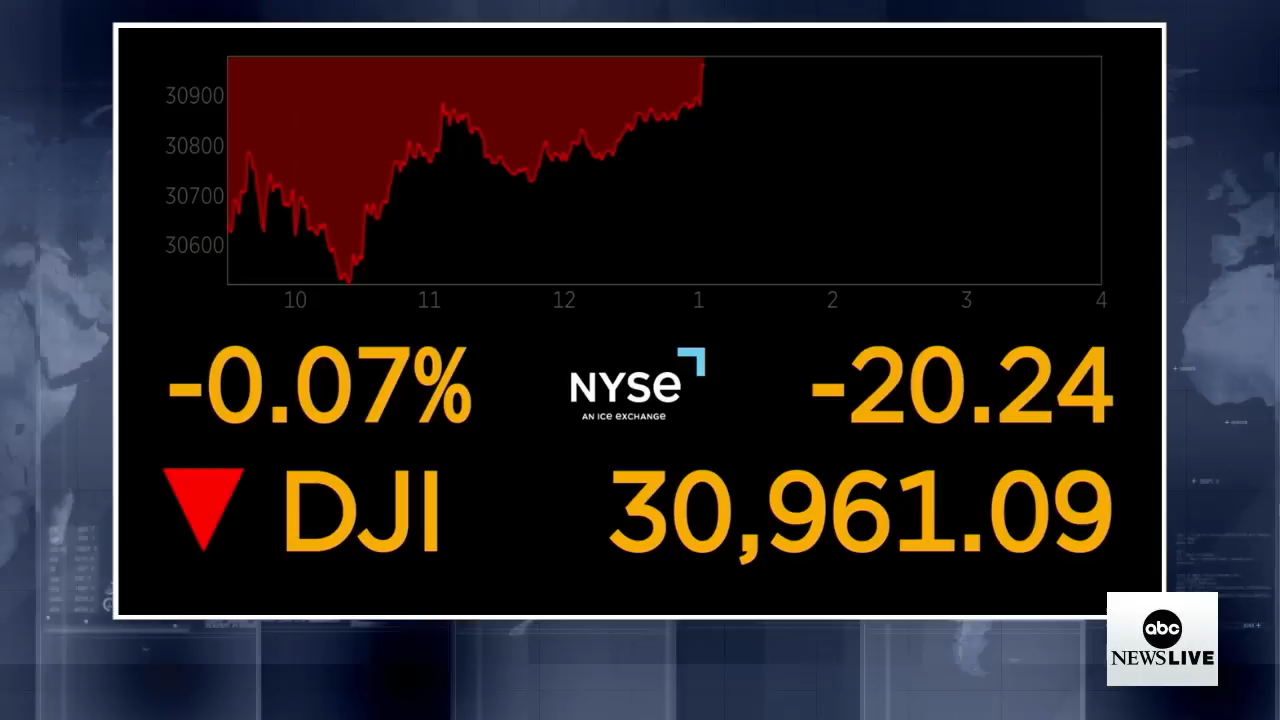 30900
30800
30700
30600
10 11 12 1 2 3 4
-0.07% NYSE -20.24
AN ICE EXCHANGE
DJI 30,961.09
abc
NEWS LIVE